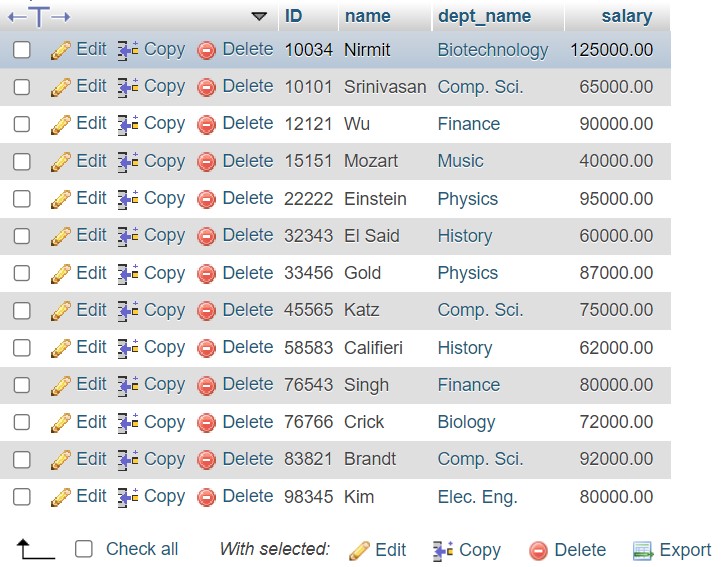 ID name dept_name salary
Edit Copy Delete 10034 Nirmit Biotechnology 125000.00
Edit Copy Delete 10101 Srinivasan Comp. Sci. 65000.00
Edit Copy Delete 12121 Wu Finance 90000.00
Edit Copy Delete 15151 Mozart Music 40000.00
Edit Copy Delete 22222 Einstein Physics 95000.00
Edit Copy Delete 32343 El Said History 60000.00
Edit Copy Delete 33456 Gold Physics 87000.00
Edit Copy Delete 45565 Katz Comp. Sci. 75000.00
Edit Copy Delete 58583 Califieri History 62000.00
Edit Copy Delete 76543 Singh Finance 80000.00
Edit Copy Delete 76766 Crick Biology 72000.00
Edit Copy Delete 83821 Brandt Comp. Sci. 92000.00
Edit Copy Delete 98345 Kim Elec. Eng. 80000.00
Check all With selected: Edit Copy Delete Export